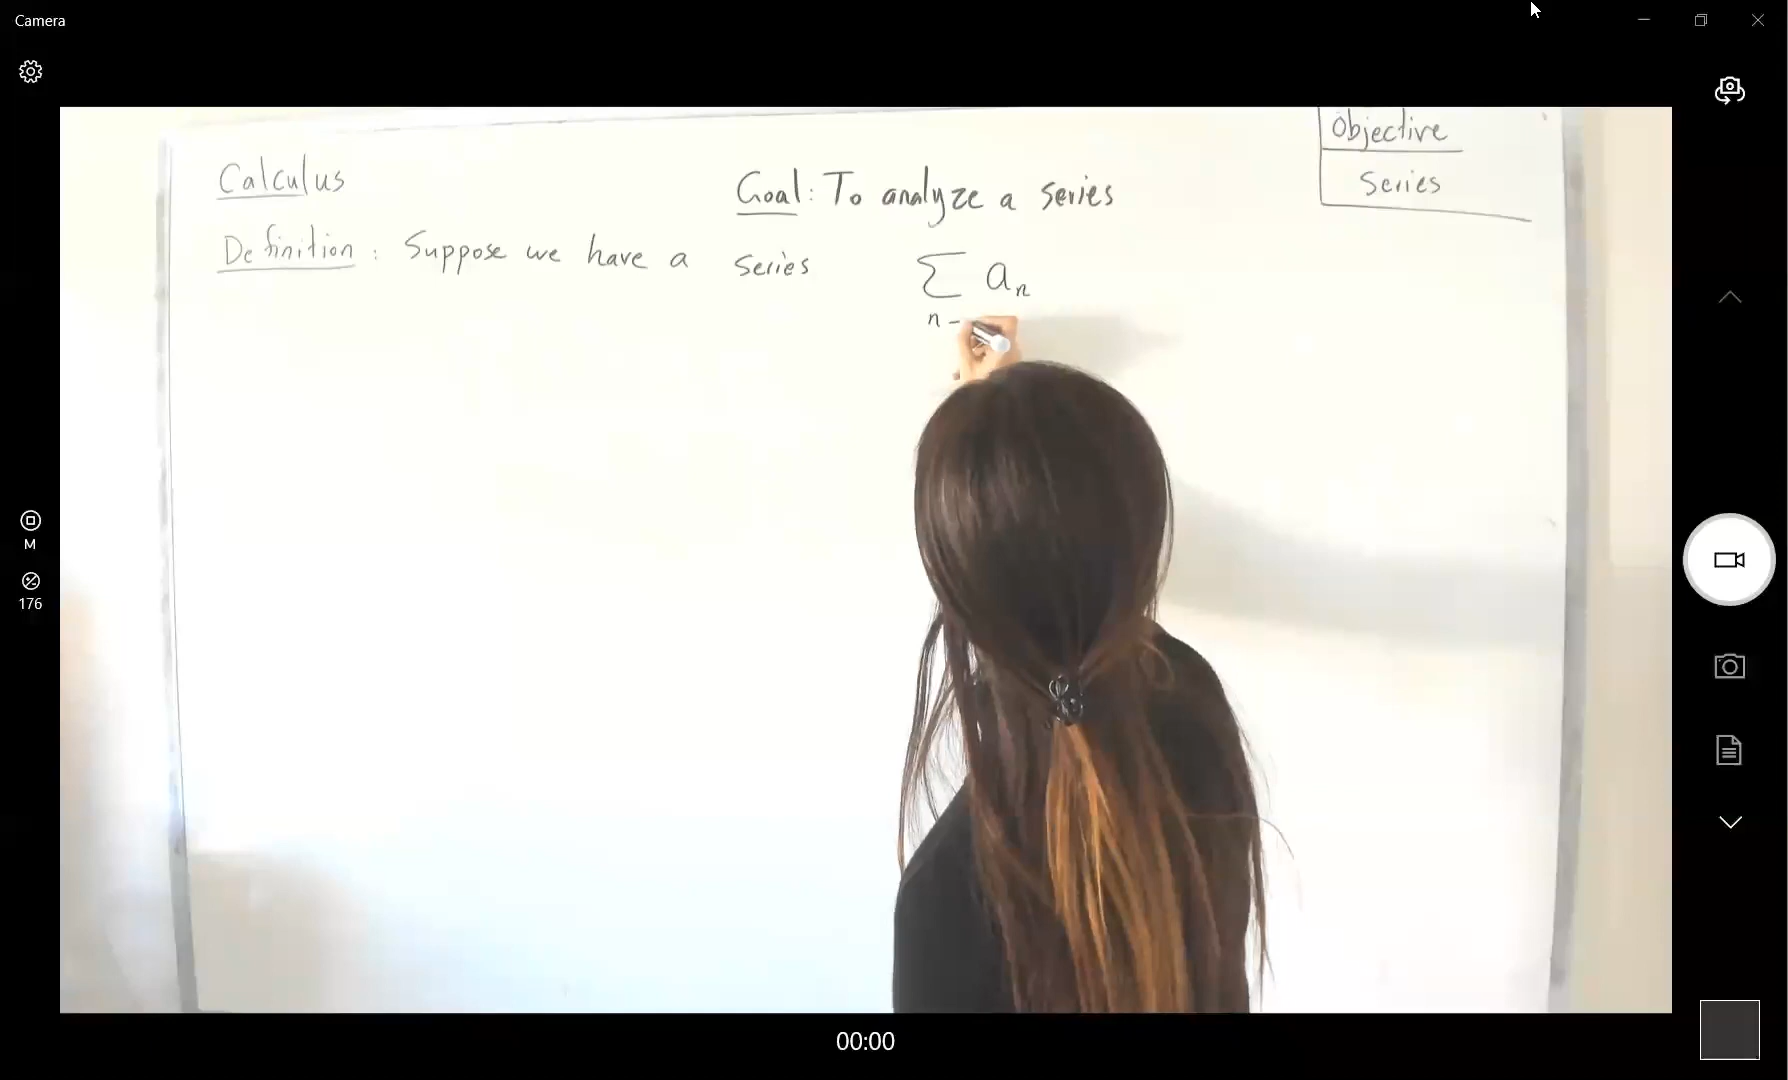 Camera
Objective
Series
Calculus
Goal: To analyze a series
Definition: Suppose we have a series ∑ aₙ
n -
M
176
00:00